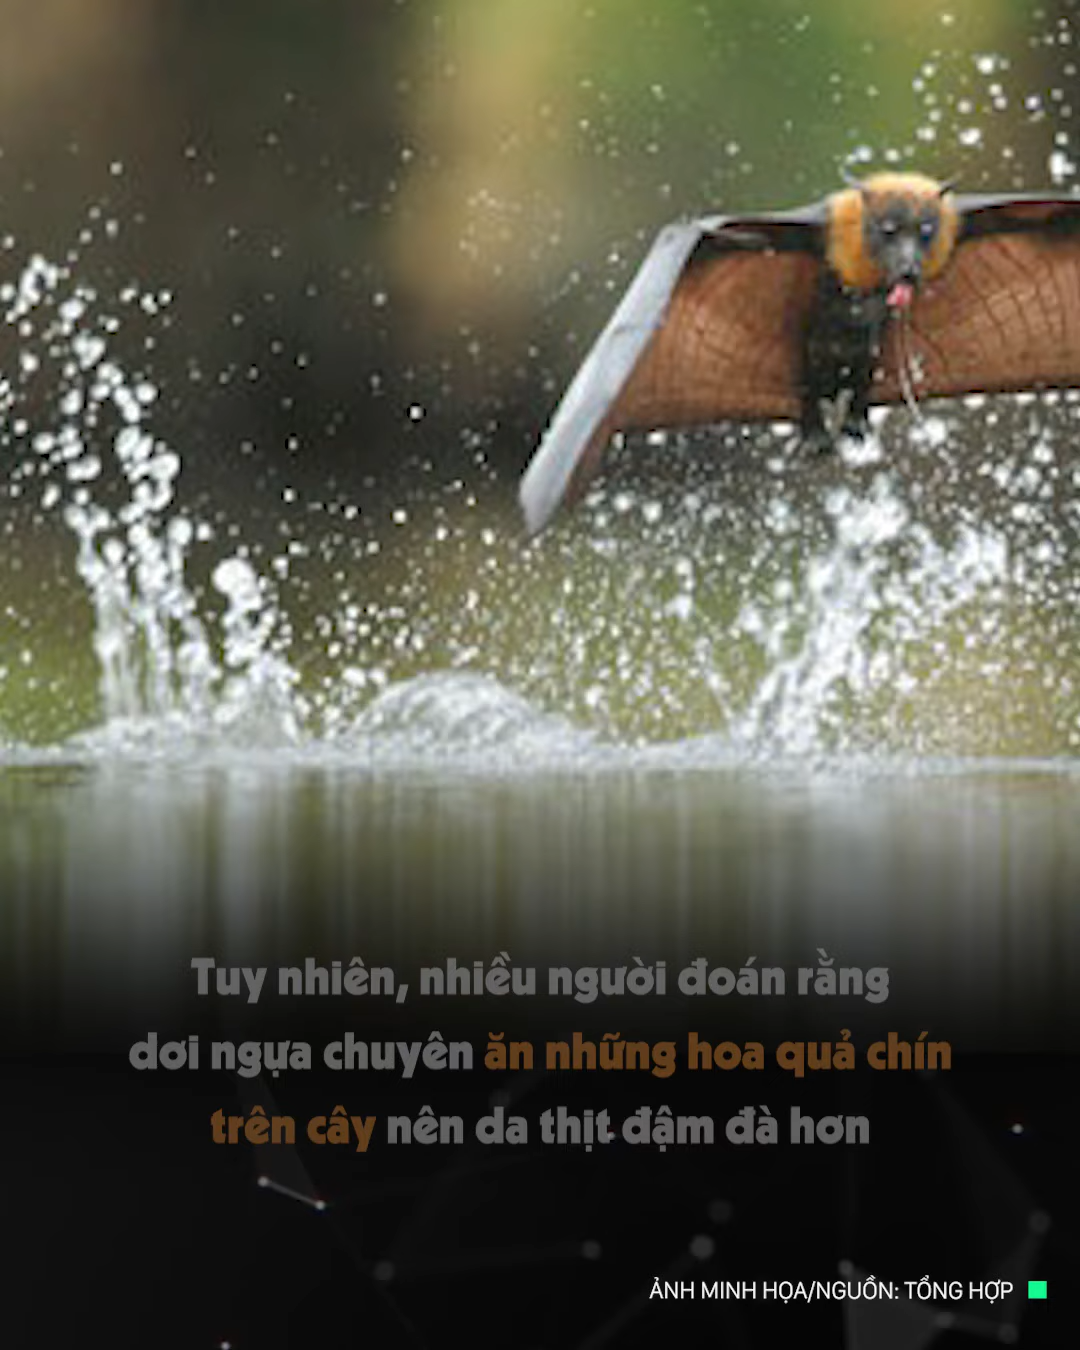 Tuy nhiên, nhiều người đoán rằng
dơi ngựa chuyên ăn những hoa quả chín
trên cây nên da thịt đậm đà hơn
ẢNH MINH HỌA/NGUỒN: TỔNG HỢP